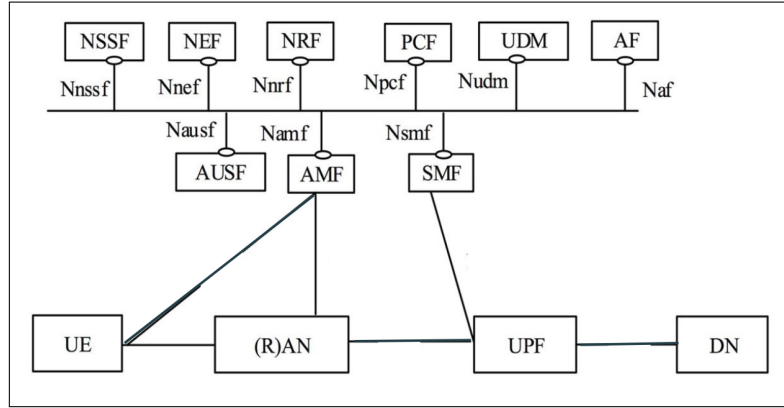 NSSF NEF NRF PCF UDM AF
Nnssf Nnef Nnrf Npcf Nudm Naf
Nausf Namf Nsmf
AUSF AMF SMF
UE (R)AN UPF DN